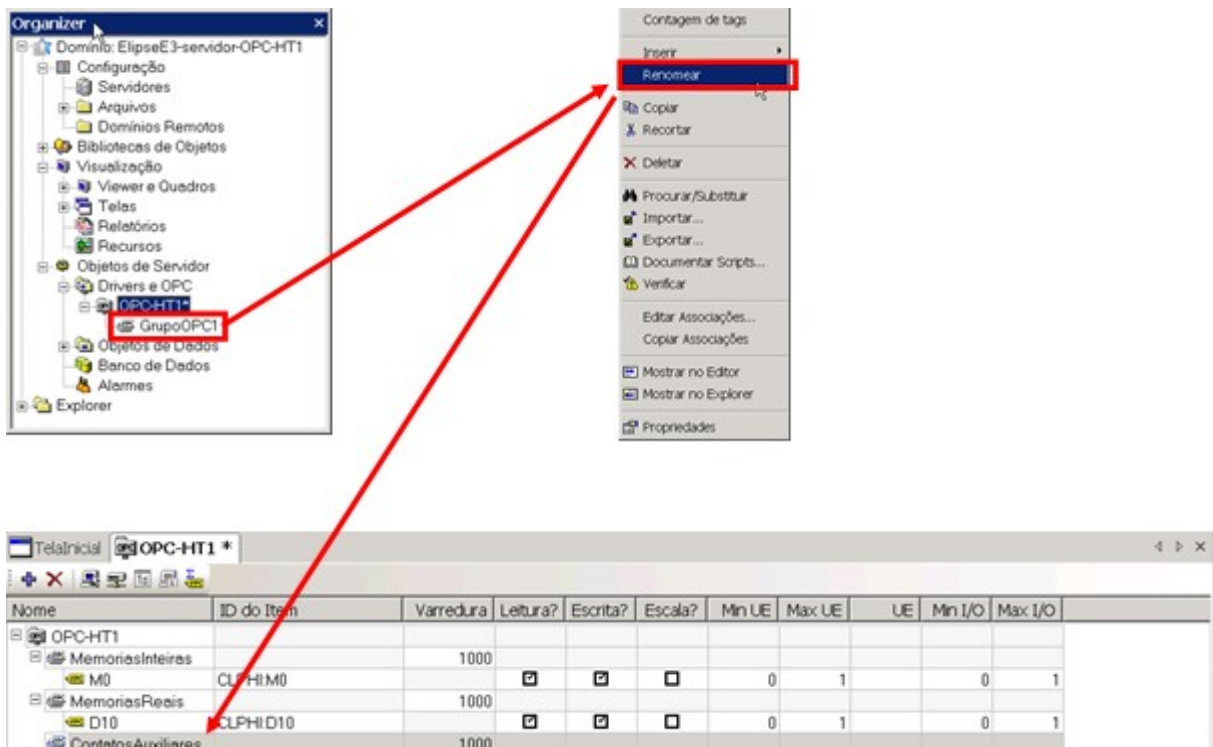 Organizer
Domínio: ElipseE3-servidor-OPC-HT1
Configuração
Servidores
Arquivos
Domínios Remotos
Bibliotecas de Objetos
Visualização
Viewer e Quadros
Telas
Relatórios
Recursos
Objetos de Servidor
Drivers e OPC
OPC-HT1*
GrupoOPC1
Objetos de Dados
Banco de Dados
Alarmes
Explorer
Contagem de tags
Inserir
Renomear
Copiar
Recortar
Deletar
Procurar/Substituir
Importar...
Exportar...
Documentar Scripts...
Verificar
Editar Associações...
Copiar Associações
Mostrar no Editor
Mostrar no Explorer
Propriedades
TelaInicial OPC-HT1 *
Nome ID do Item Varredura Leitura? Escrita? Escala? Min UE Max UE UE Min I/O Max I/O
OPC-HT1
MemoriasInteiras 1000
M0 CLPHI:M0 0 1 0 1
MemoriasReais 1000
D10 CLPHI:D10 0 1 0 1
ContatosAuxiliares 1000